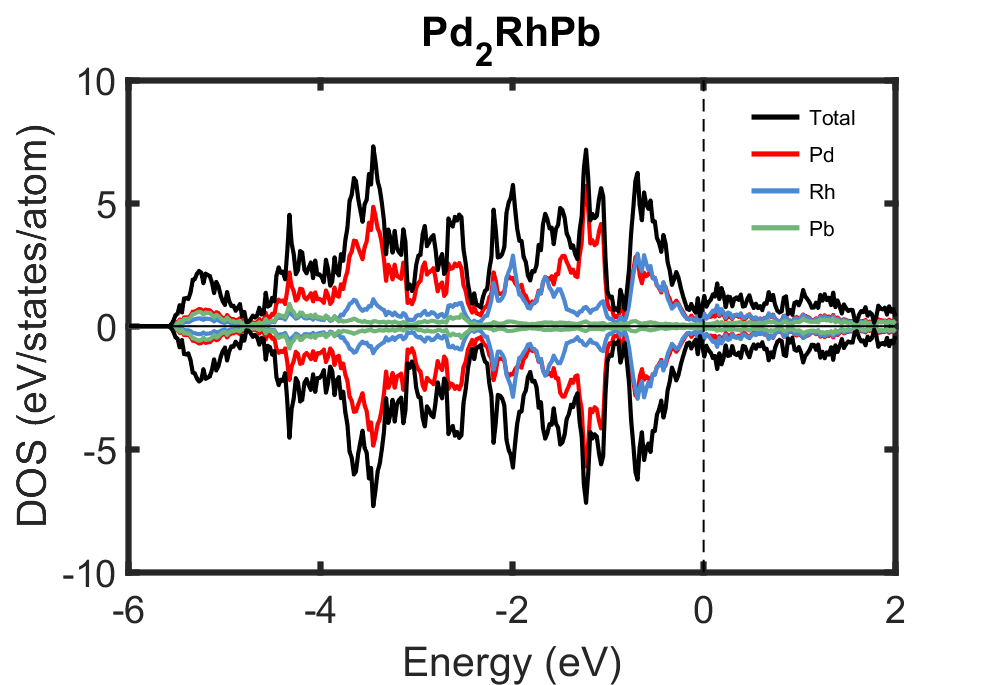 Pd2RhPb
10
5
0
-5
-10
DOS (eV/states/atom)
Total
Pd
Rh
Pb
-6 -4 -2 0 2
Energy (eV)